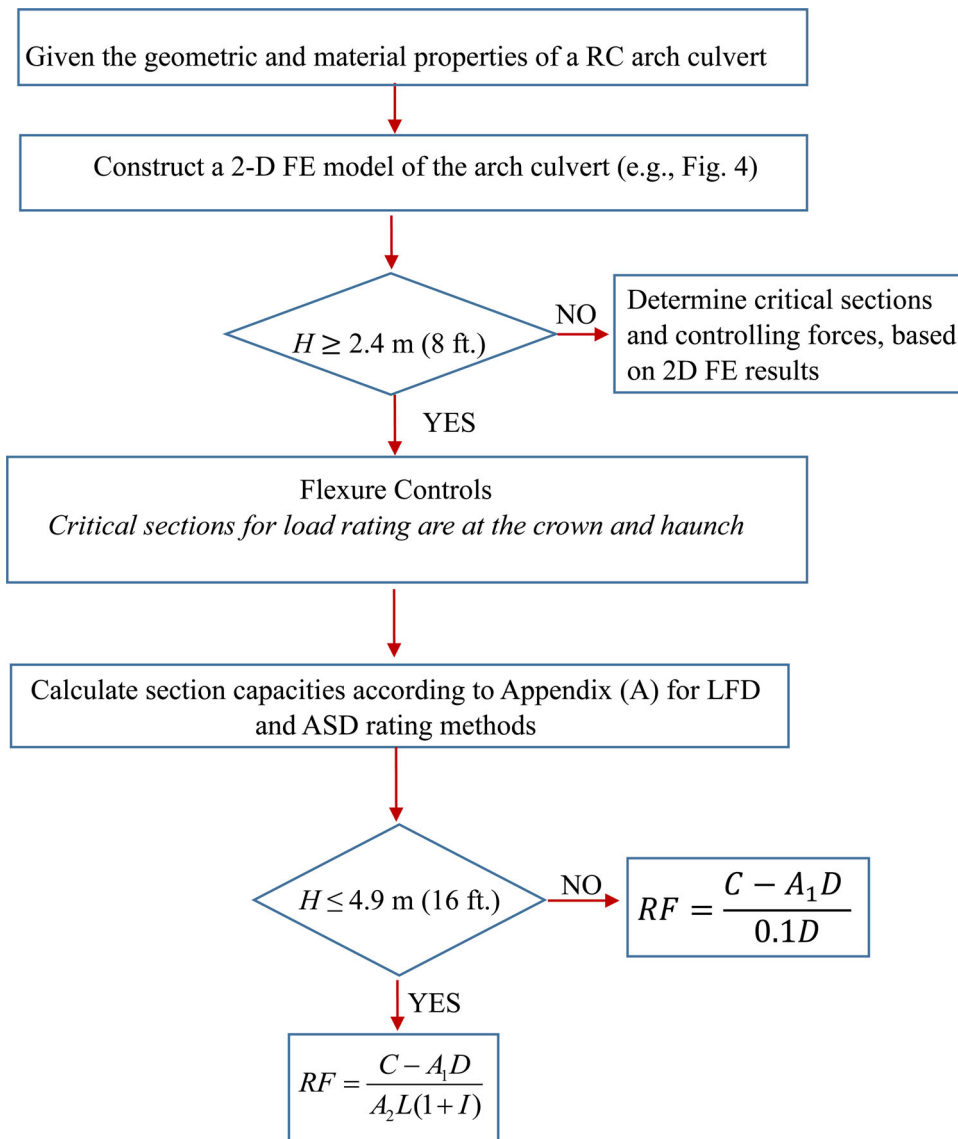 Given the geometric and material properties of a RC arch culvert
Construct a 2-D FE model of the arch culvert (e.g., Fig. 4)
H ≥ 2.4 m (8 ft.)
NO
Determine critical sections
and controlling forces, based
on 2D FE results
YES
Flexure Controls
Critical sections for load rating are at the crown and haunch
Calculate section capacities according to Appendix (A) for LFD
and ASD rating methods
H ≤ 4.9 m (16 ft.)
NO
RF = (C − A₁D) / (0.1D)
YES
RF = (C − A₁D) / (A₂L(1 + I))